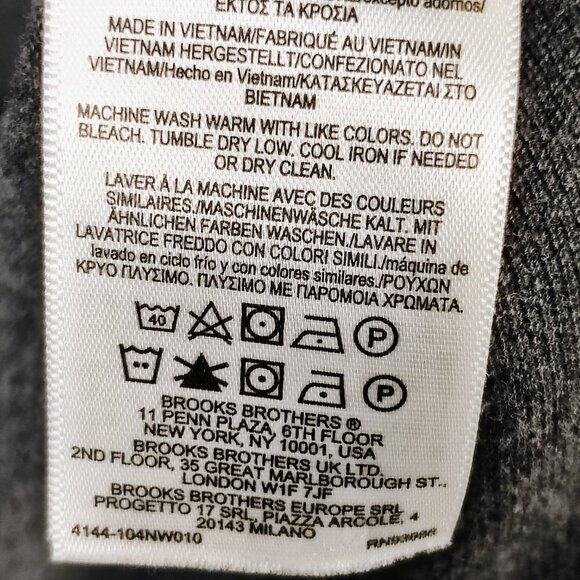 excepto adornos/
ΕΚΤΟΣ ΤΑ ΚΡΟΣΙΑ
MADE IN VIETNAM/FABRIQUÉ AU VIETNAM/IN
VIETNAM HERGESTELLT/CONFEZIONATO NEL
VIETNAM/Hecho en Vietnam/ΚΑΤΑΣΚΕΥΑΖΕΤΑΙ ΣΤΟ
ΒΙΕΤΝΑΜ
MACHINE WASH WARM WITH LIKE COLORS. DO NOT
BLEACH. TUMBLE DRY LOW. COOL IRON IF NEEDED
OR DRY CLEAN.
LAVER À LA MACHINE AVEC DES COULEURS
SIMILAIRES./MASCHINENWÄSCHE KALT. MIT
ÄHNLICHEN FARBEN WASCHEN./LAVARE IN
LAVATRICE FREDDO CON COLORI SIMILI./máquina de
lavado en ciclo frío y con colores similares./ΡΟΥΧΩΝ
ΚΡΥΟ ΠΛΥΣΙΜΟ. ΠΛΥΣΙΜΟ ΜΕ ΠΑΡΟΜΟΙΑ ΧΡΩΜΑΤΑ.
40 P
P
BROOKS BROTHERS ®
11 PENN PLAZA, 6TH FLOOR
NEW YORK, NY 10001, USA
BROOKS BROTHERS UK LTD.
2ND FLOOR, 35 GREAT MARLBOROUGH ST.,
LONDON W1F 7JF
BROOKS BROTHERS EUROPE SRL
PROGETTO 17 SRL, PIAZZA ARCOLE, 4
20143 MILANO
4144-104NW010